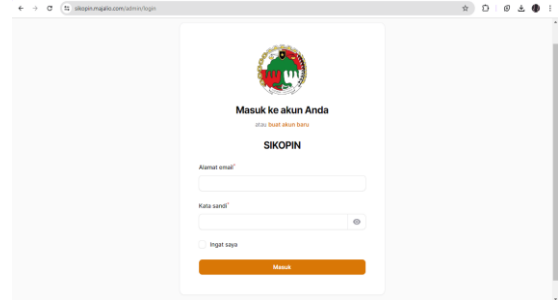 sikopin.majalio.com/admin/login
Masuk ke akun Anda
atau buat akun baru
SIKOPIN
Alamat email*
Kata sandi*
Ingat saya
Masuk